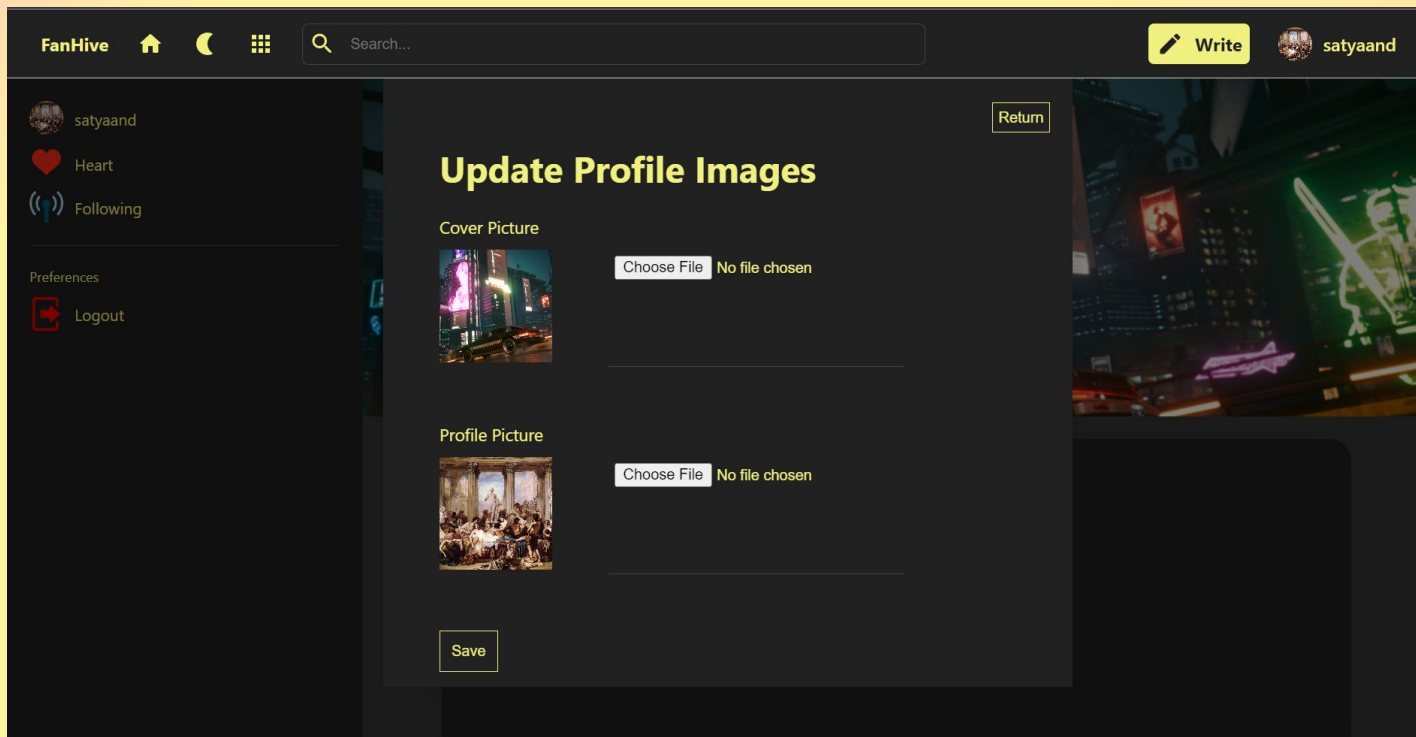 FanHive
Search...
Write
satyaand
satyaand
Heart
Following
Preferences
Logout
Return
Update Profile Images
Cover Picture
Choose File No file chosen
Profile Picture
Choose File No file chosen
Save